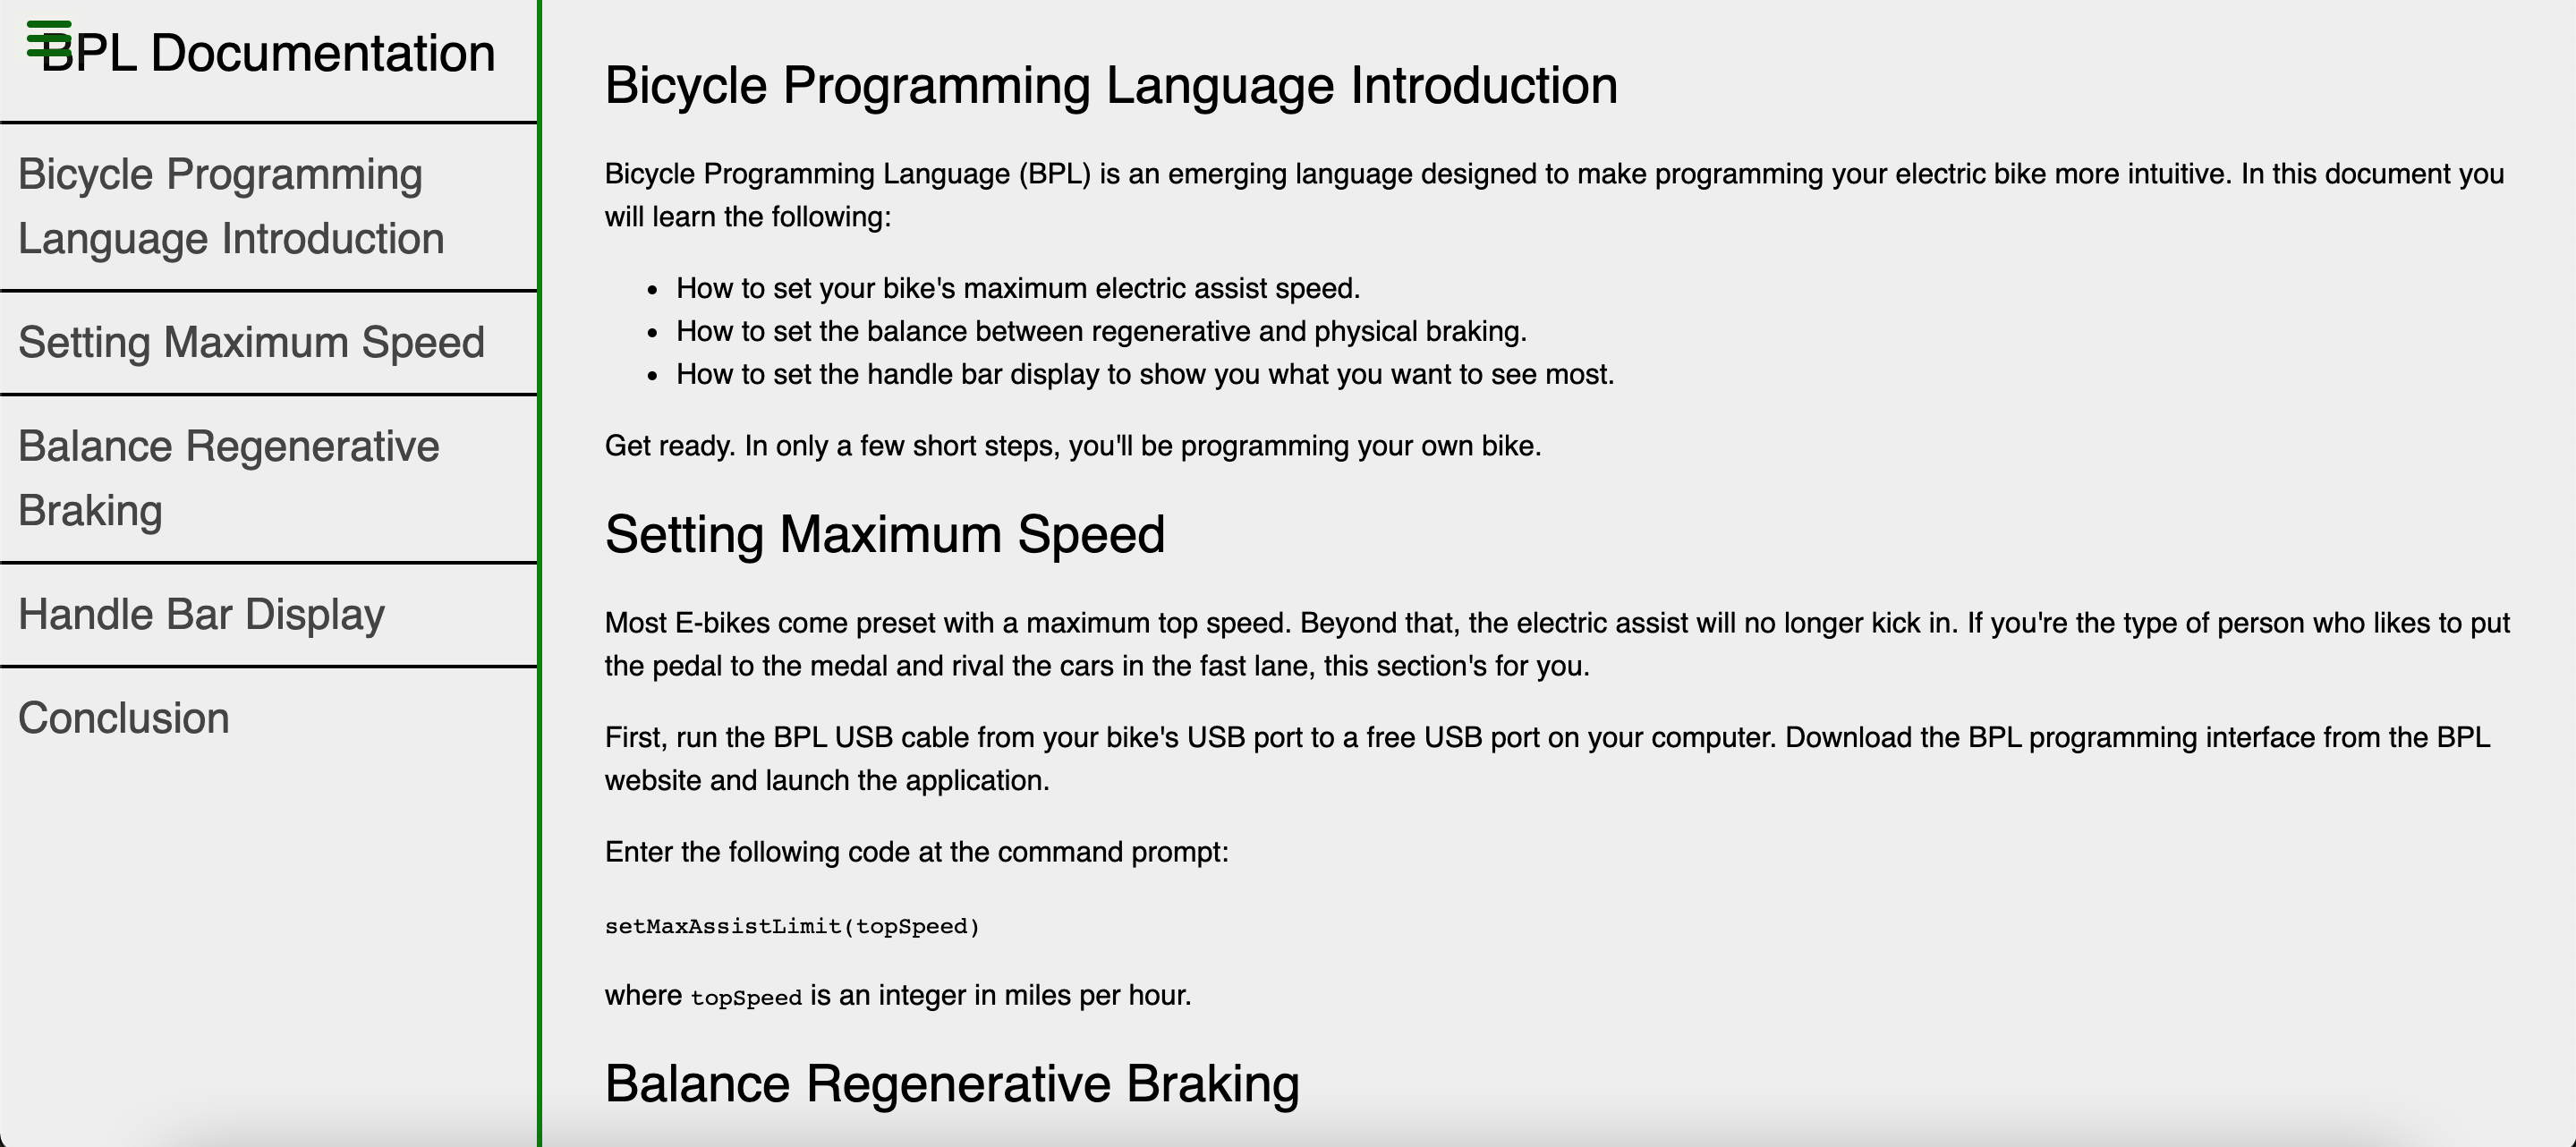 BPL Documentation
Bicycle Programming
Language Introduction
Setting Maximum Speed
Balance Regenerative
Braking
Handle Bar Display
Conclusion
Bicycle Programming Language Introduction
Bicycle Programming Language (BPL) is an emerging language designed to make programming your electric bike more intuitive. In this document you
will learn the following:
• How to set your bike's maximum electric assist speed.
• How to set the balance between regenerative and physical braking.
• How to set the handle bar display to show you what you want to see most.
Get ready. In only a few short steps, you'll be programming your own bike.
Setting Maximum Speed
Most E-bikes come preset with a maximum top speed. Beyond that, the electric assist will no longer kick in. If you're the type of person who likes to put
the pedal to the medal and rival the cars in the fast lane, this section's for you.
First, run the BPL USB cable from your bike's USB port to a free USB port on your computer. Download the BPL programming interface from the BPL
website and launch the application.
Enter the following code at the command prompt:
setMaxAssistLimit(topSpeed)
where topSpeed is an integer in miles per hour.
Balance Regenerative Braking